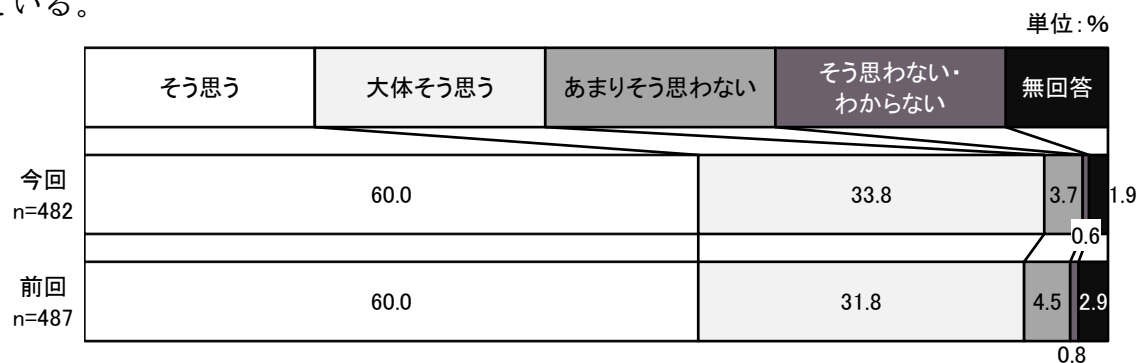 いる。
単位：%
そう思う
大体そう思う
あまりそう思わない
そう思わない・
わからない
無回答
今回
n=482
60.0
33.8
3.7
0.6
1.9
前回
n=487
60.0
31.8
4.5
0.8
2.9